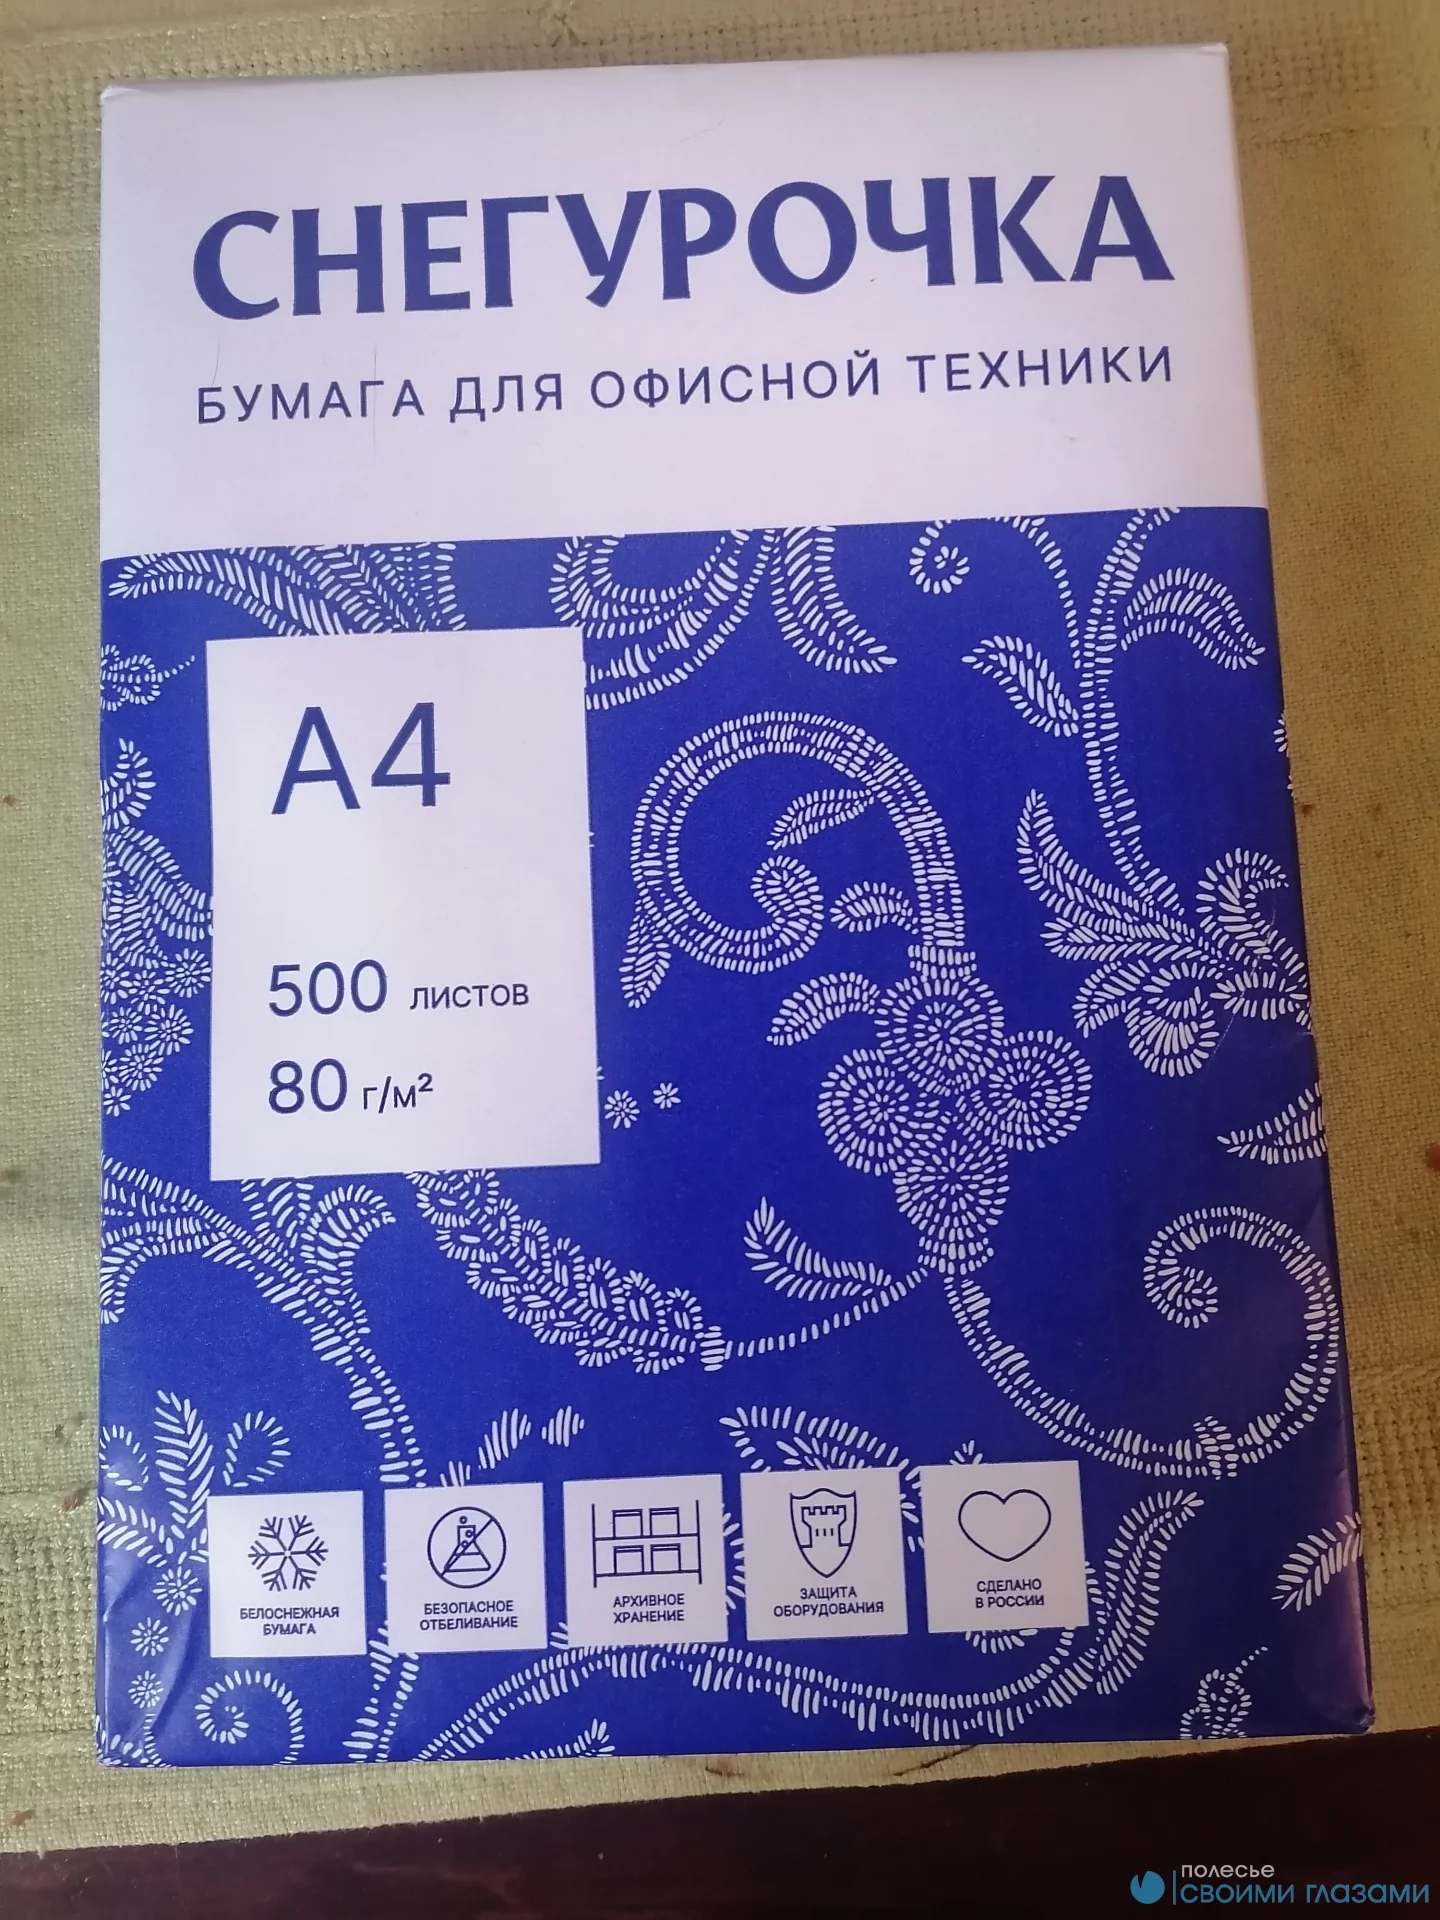 СНЕГУРОЧКА
БУМАГА ДЛЯ ОФИСНОЙ ТЕХНИКИ
А4
500 листов
80 г/м²
БЕЛОСНЕЖНАЯ
БУМАГА
БЕЗОПАСНОЕ
ОТБЕЛИВАНИЕ
АРХИВНОЕ
ХРАНЕНИЕ
ЗАЩИТА
ОБОРУДОВАНИЯ
СДЕЛАНО
В РОССИИ
полесье
своими глазами